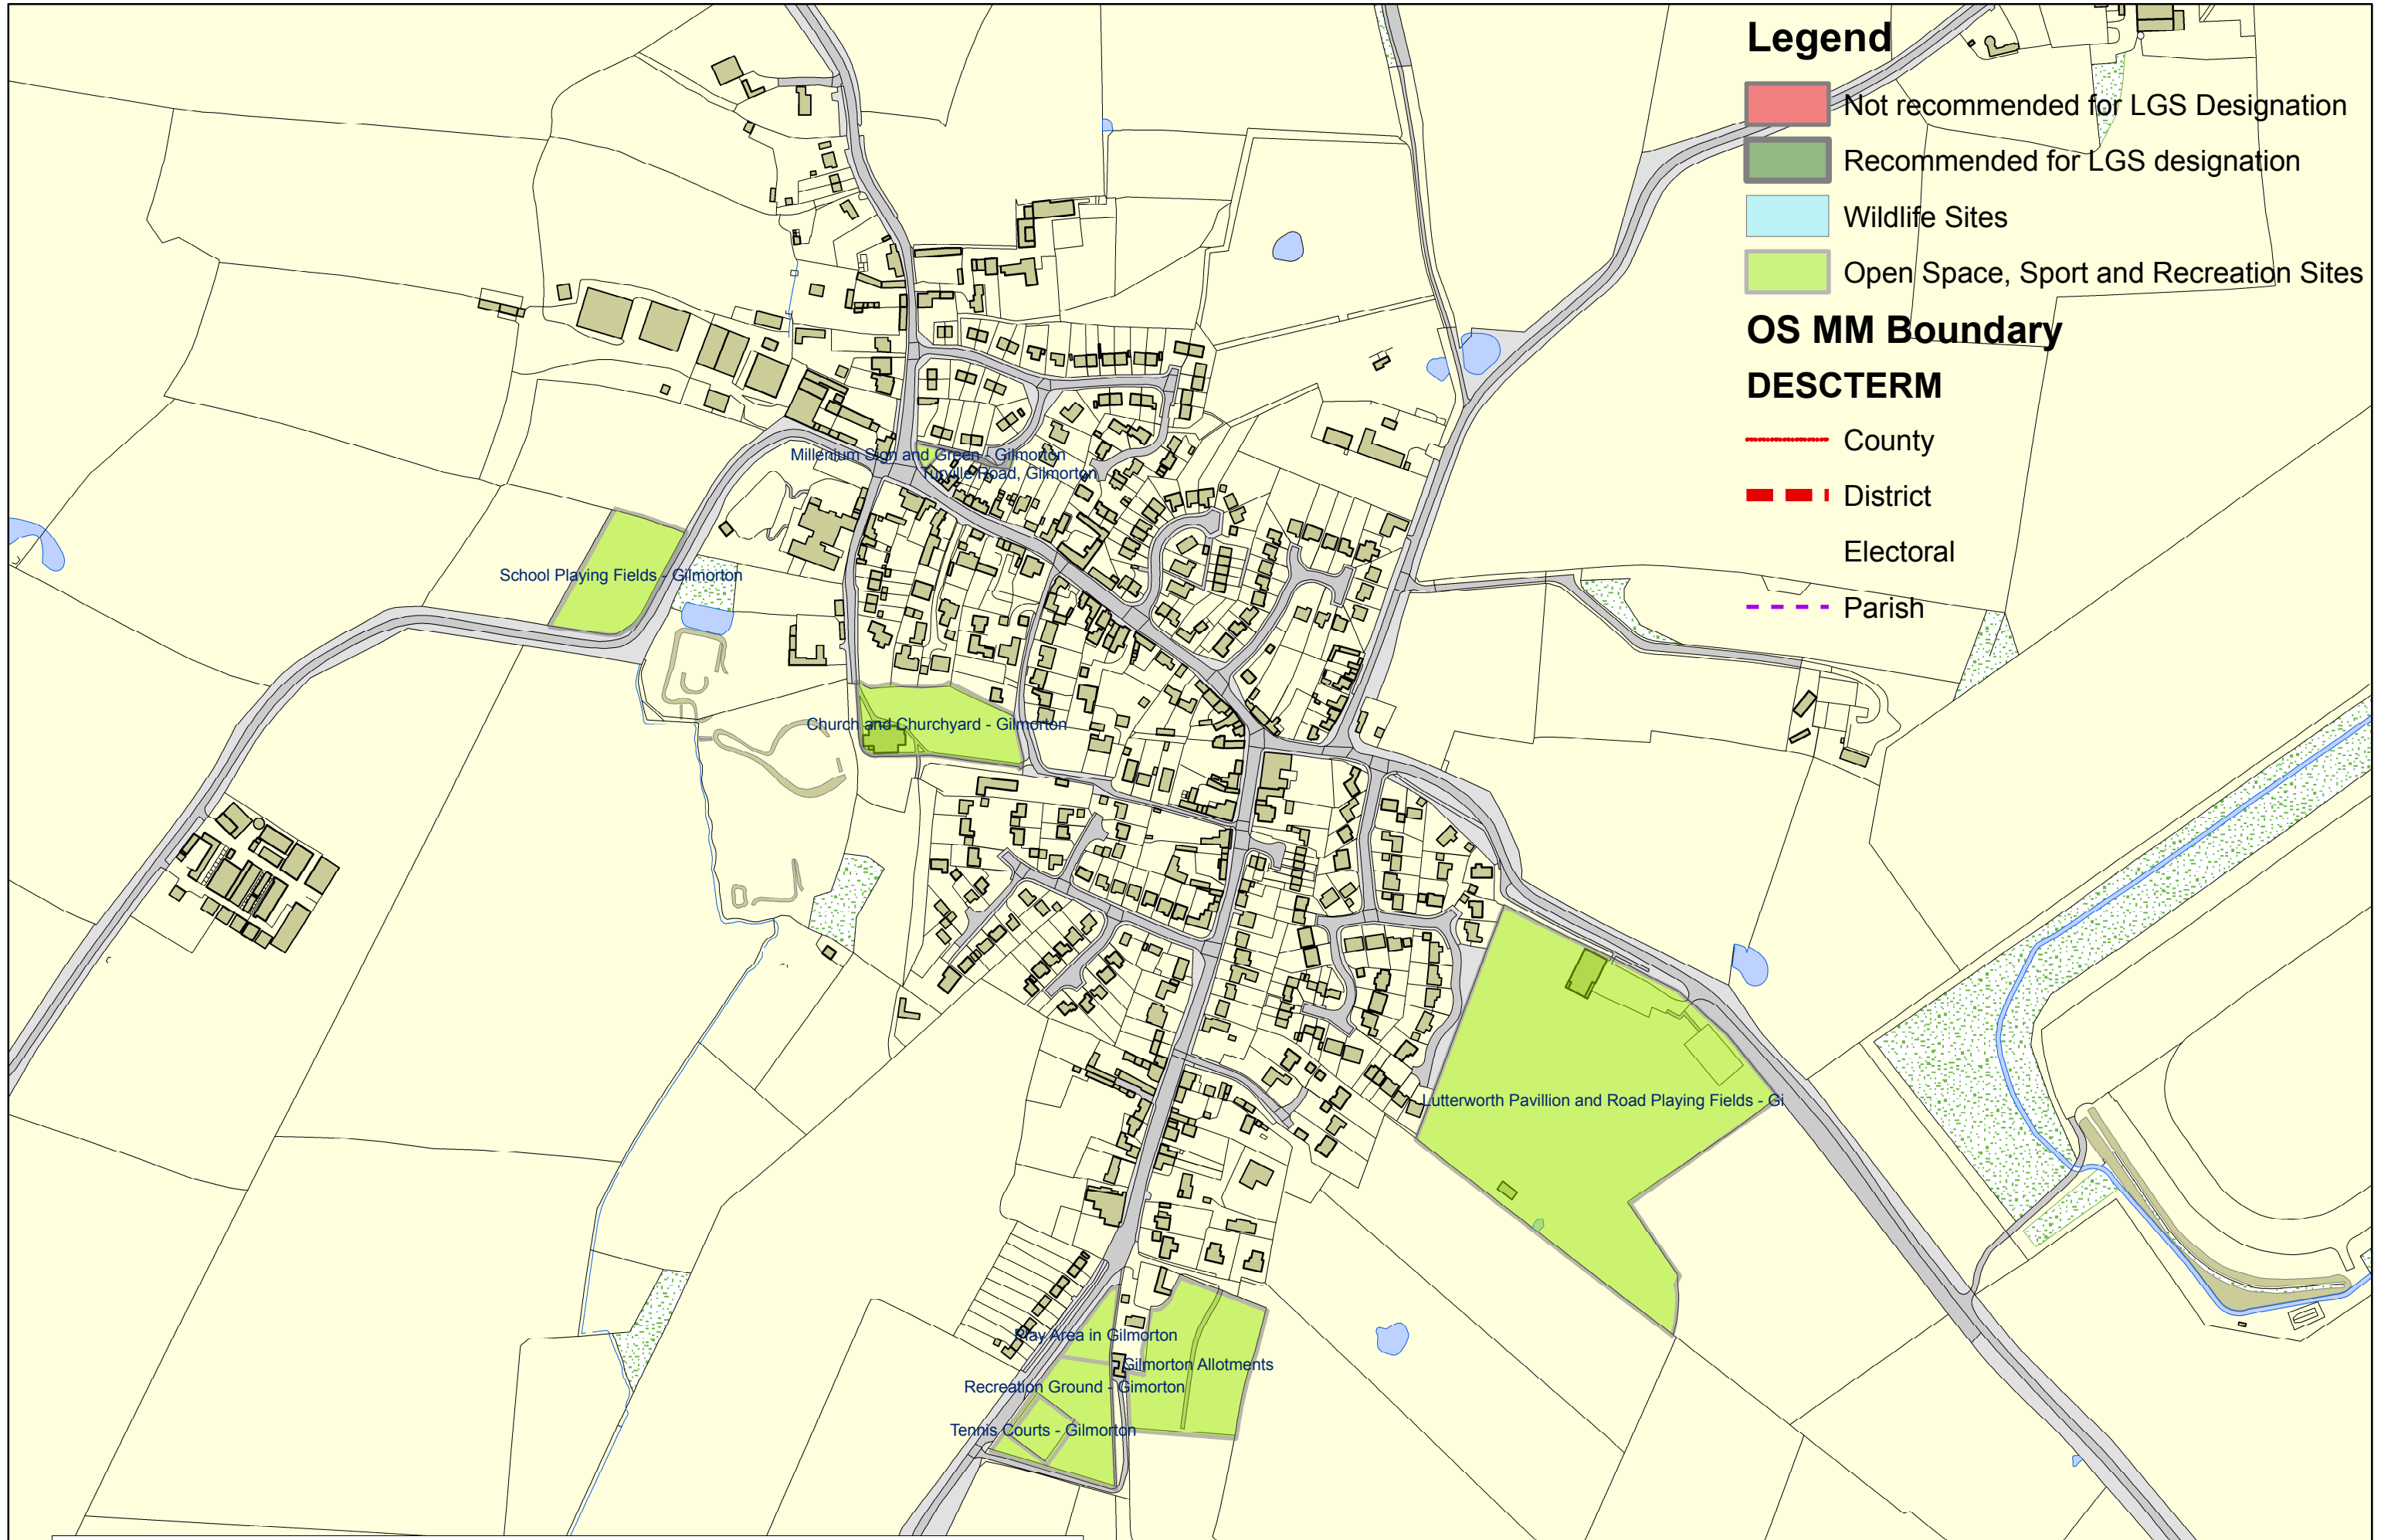 Legend
Not recommended for LGS Designation
Recommended for LGS designation
Wildlife Sites
Open Space, Sport and Recreation Sites
OS MM Boundary
DESCTERM
County
District
Electoral
Parish
Millenium Sign and Green - Gilmorton
Turville Road, Gilmorton
School Playing Fields - Gilmorton
Church and Churchyard - Gilmorton
Lutterworth Pavillion and Road Playing Fields - Gi
Play Area in Gilmorton
Gilmorton Allotments
Recreation Ground - Gimorton
Tennis Courts - Gilmorton